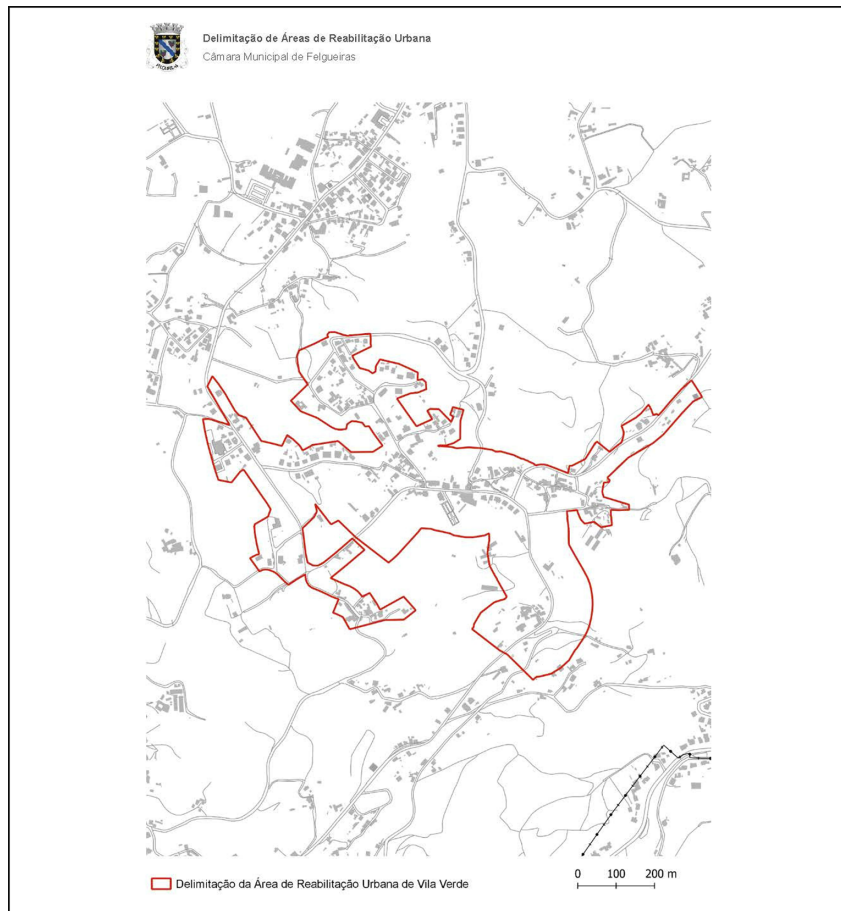 Delimitação de Áreas de Reabilitação Urbana
Câmara Municipal de Felgueiras
Delimitação da Área de Reabilitação Urbana de Vila Verde
0 100 200 m